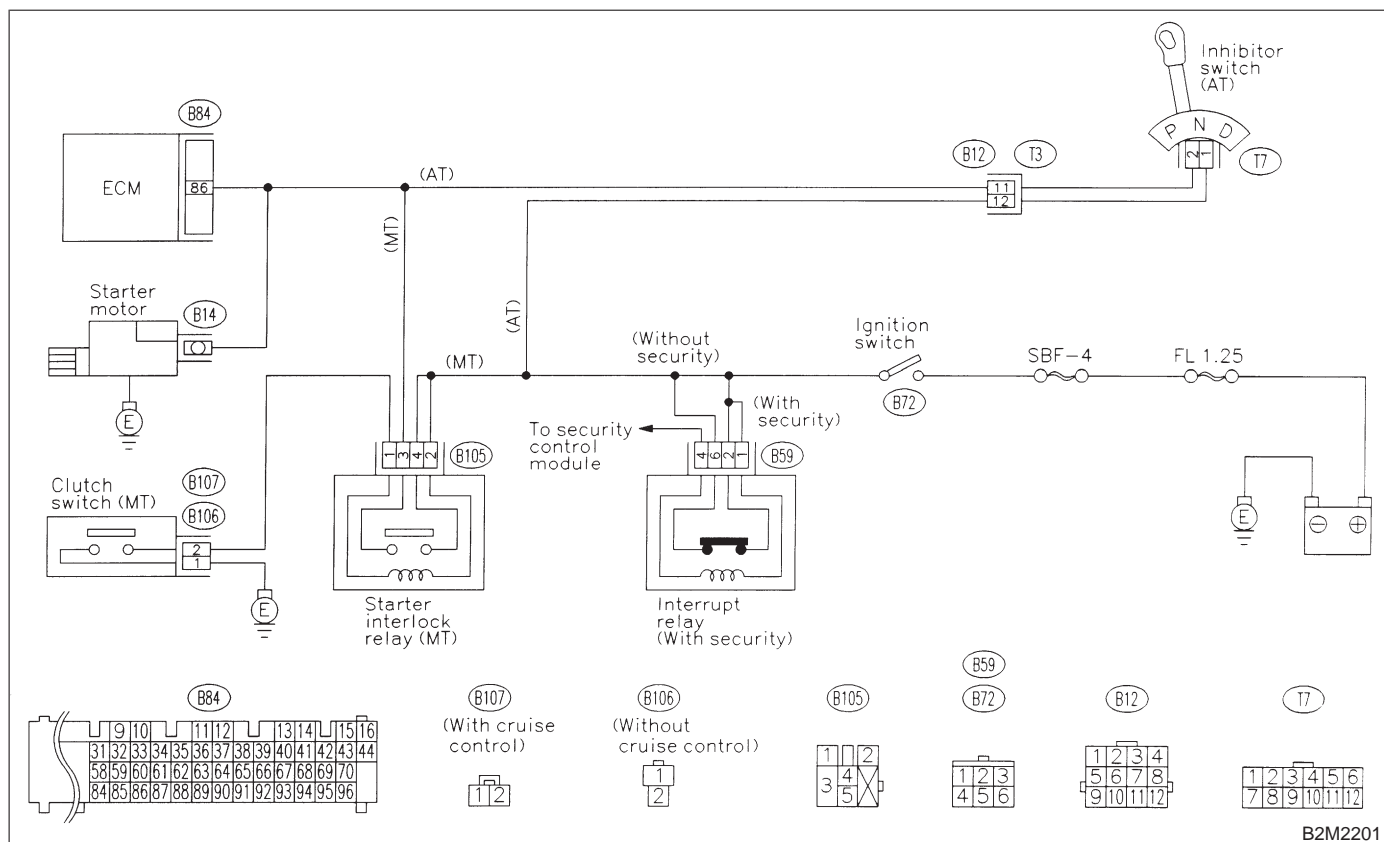 Inhibitor
switch
(AT)
P N D
2 1
T7
B84
ECM
86
(AT)
B12
T3
11
12
(MT)
(AT)
Starter
motor
B14
E
(MT)
(Without
security)
Ignition
switch
B72
SBF-4
FL 1.25
(With
security)
To security
control
module
1 3 4 2
B105
4 6 2 1
B59
Clutch
switch (MT)
B107
B106
2
1
E
E
Starter
interlock
relay (MT)
Interrupt
relay
(With security)
B84
9 10 11 12 13 14 15 16
31 32 33 34 35 36 37 38 39 40 41 42 43 44
58 59 60 61 62 63 64 65 66 67 68 69 70
84 85 86 87 88 89 90 91 92 93 94 95 96
B107
(With cruise
control)
1 2
B106
(Without
cruise control)
1
2
B105
1 2
3 4
5
B59
B72
1 2 3
4 5 6
B12
1 2 3 4
5 6 7 8
9 10 11 12
T7
1 2 3 4 5 6
7 8 9 10 11 12
B2M2201